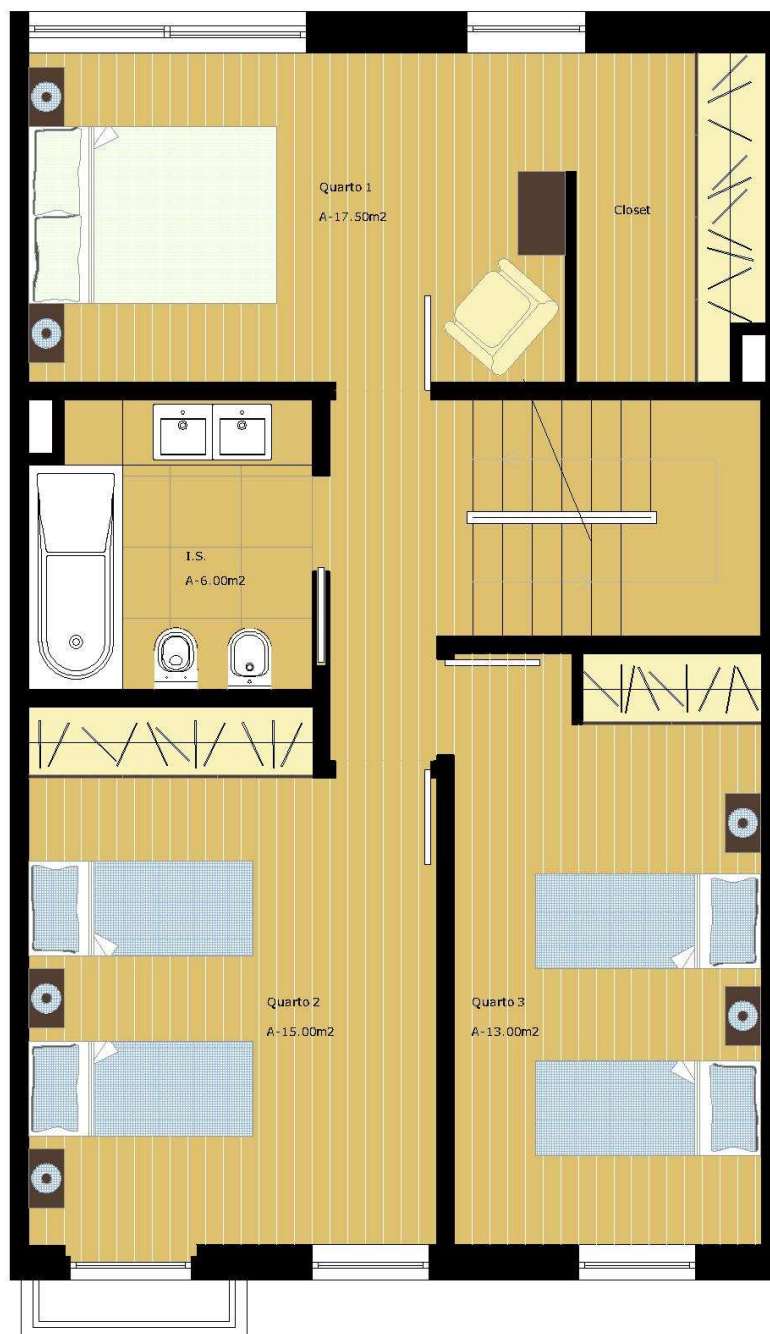 Quarto 1
A-17.50m2
Closet
I.S.
A-6.00m2
Quarto 2
A-15.00m2
Quarto 3
A-13.00m2